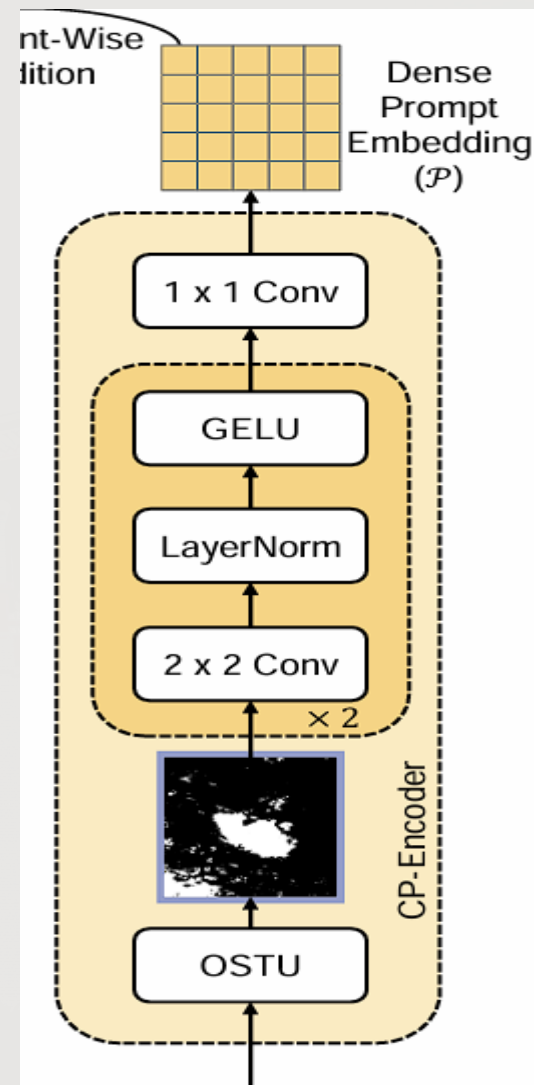 nt-Wise
dition
Dense
Prompt
Embedding
(𝒫)
1 x 1 Conv
GELU
LayerNorm
2 x 2 Conv
× 2
CP-Encoder
OSTU